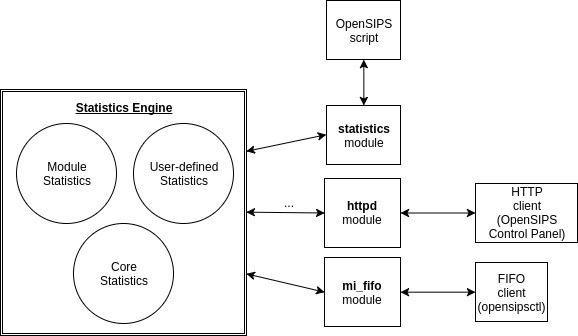 OpenSIPS
script
Statistics Engine
Module
Statistics
User-defined
Statistics
Core
Statistics
statistics
module
...
httpd
module
HTTP
client
(OpenSIPS
Control Panel)
mi_fifo
module
FIFO
client
(opensipsctl)